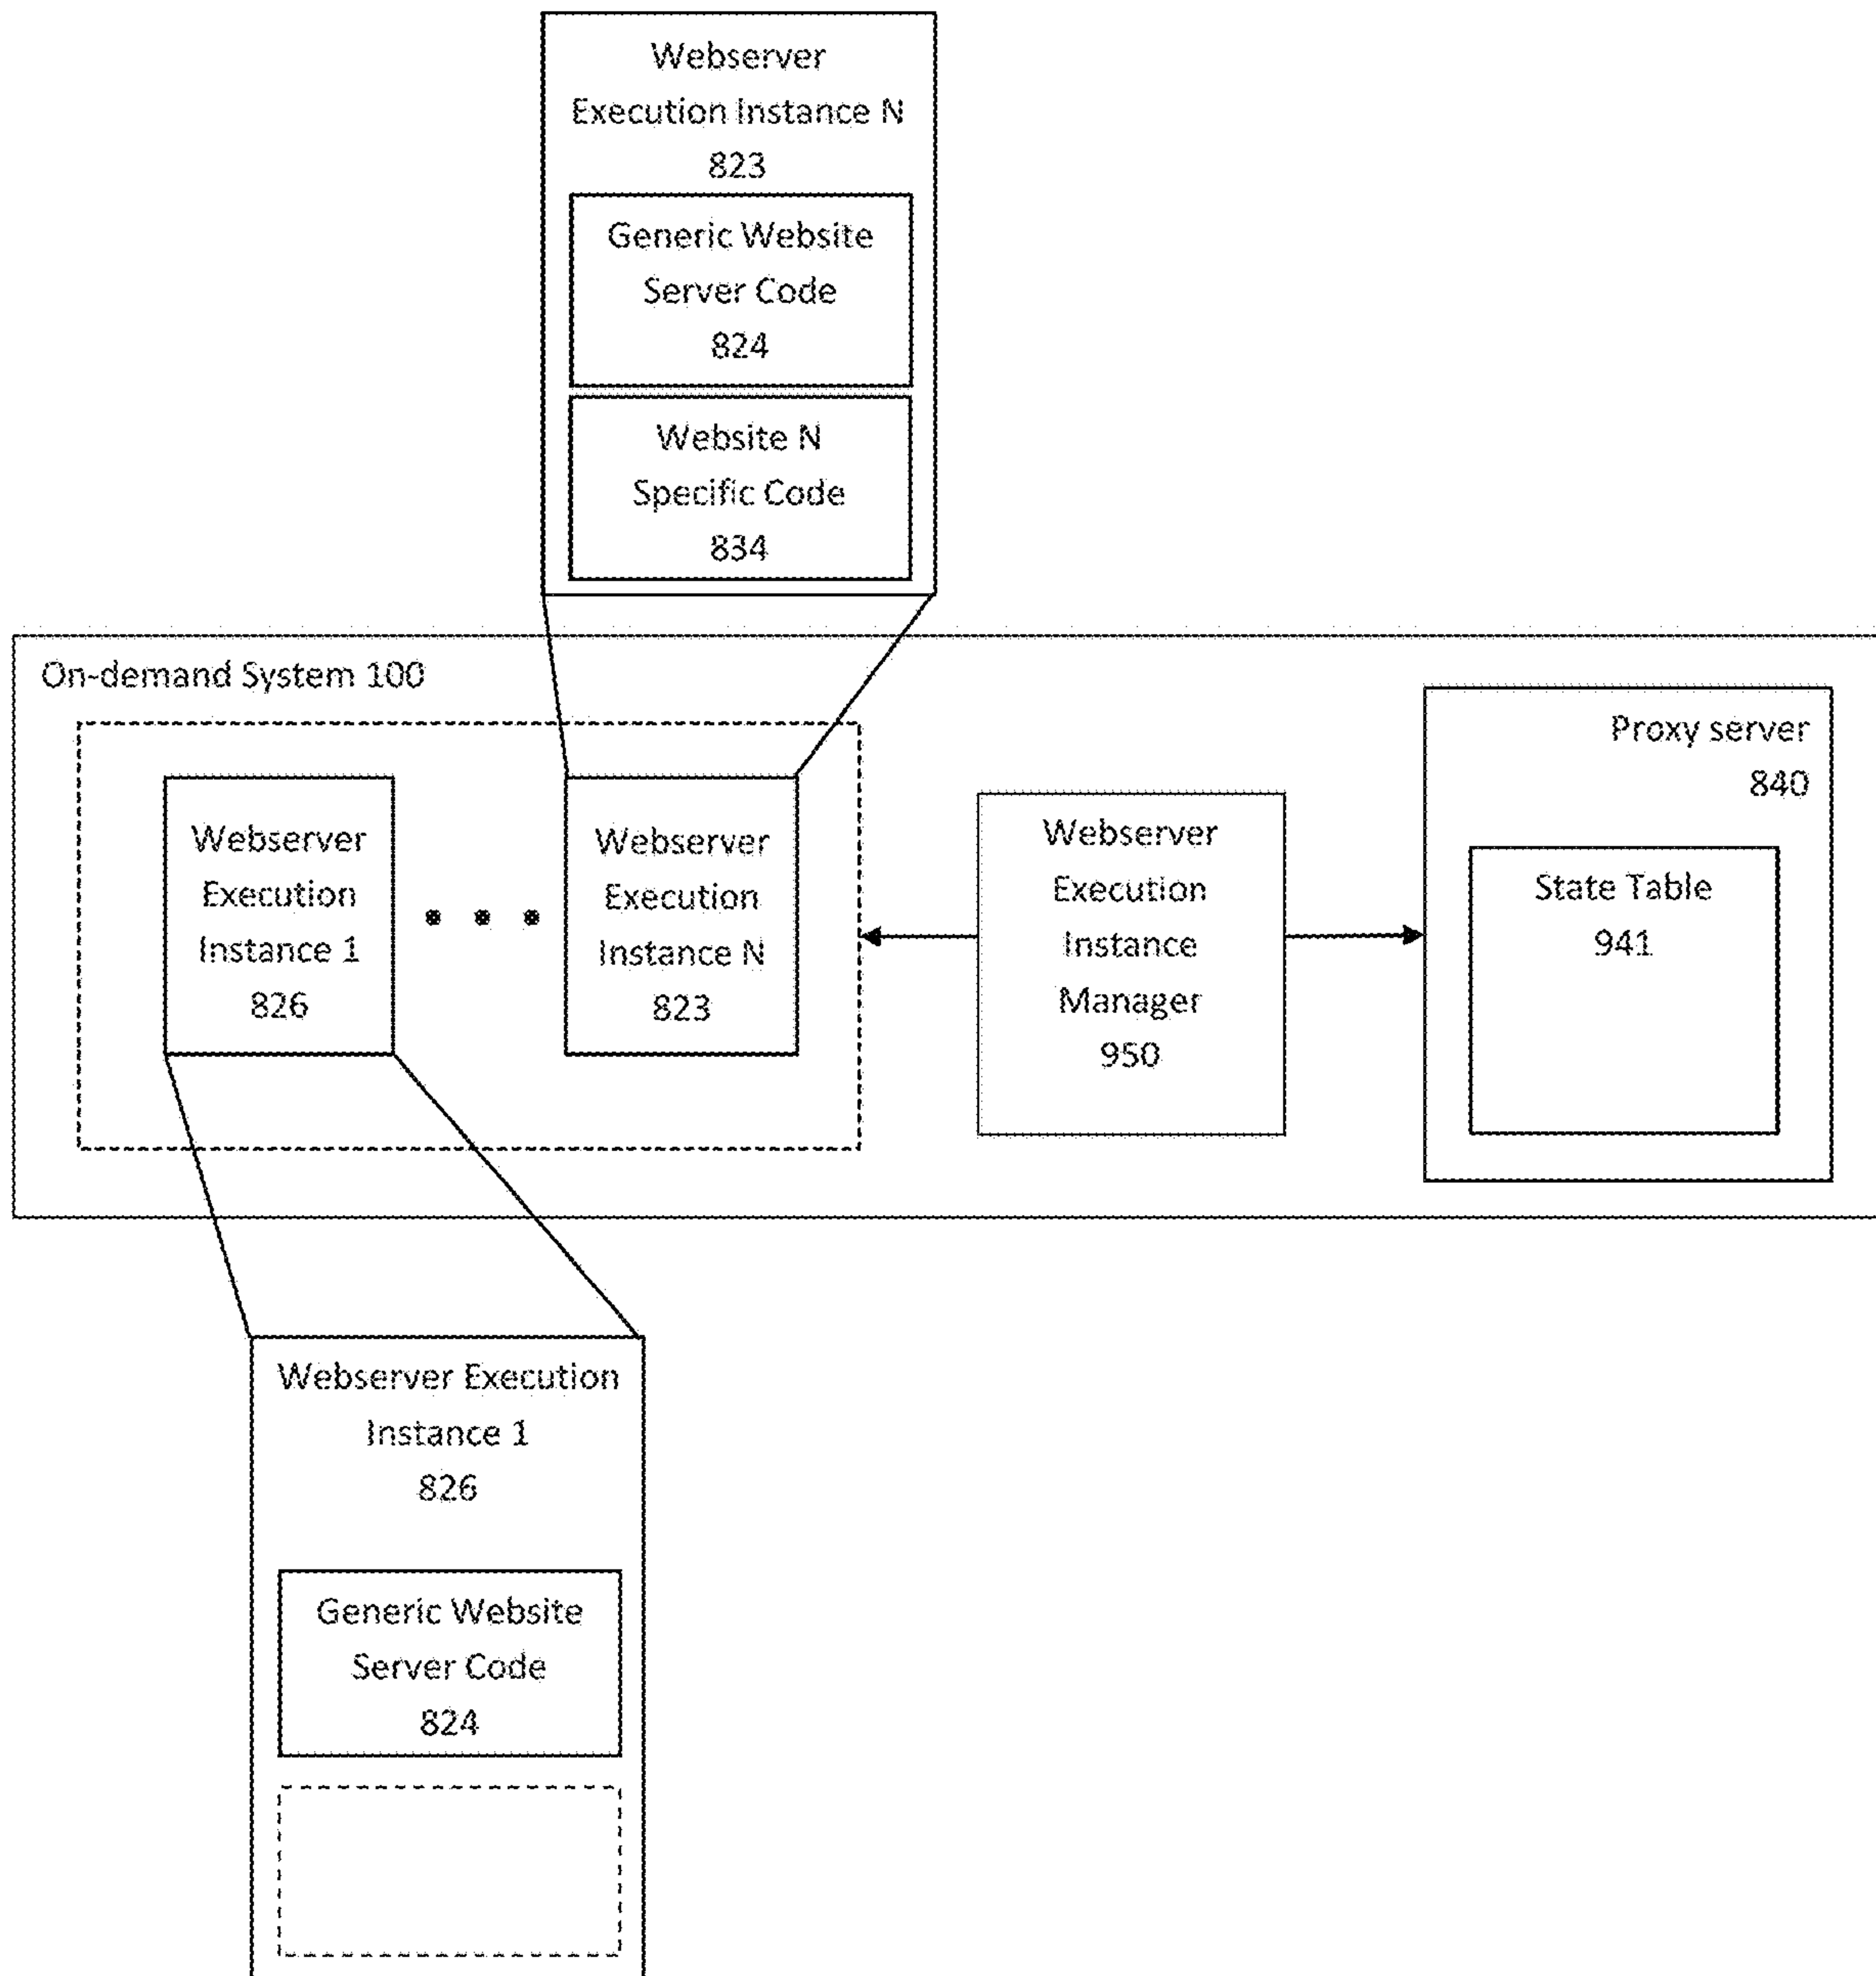 Webserver
Execution Instance N
823
Generic Website
Server Code
824
Website N
Specific Code
834
On-demand System 100
Webserver
Execution
Instance 1
826
Webserver
Execution
Instance N
823
Webserver
Execution
Instance
Manager
950
Proxy server
840
State Table
941
Webserver Execution
Instance 1
826
Generic Website
Server Code
824